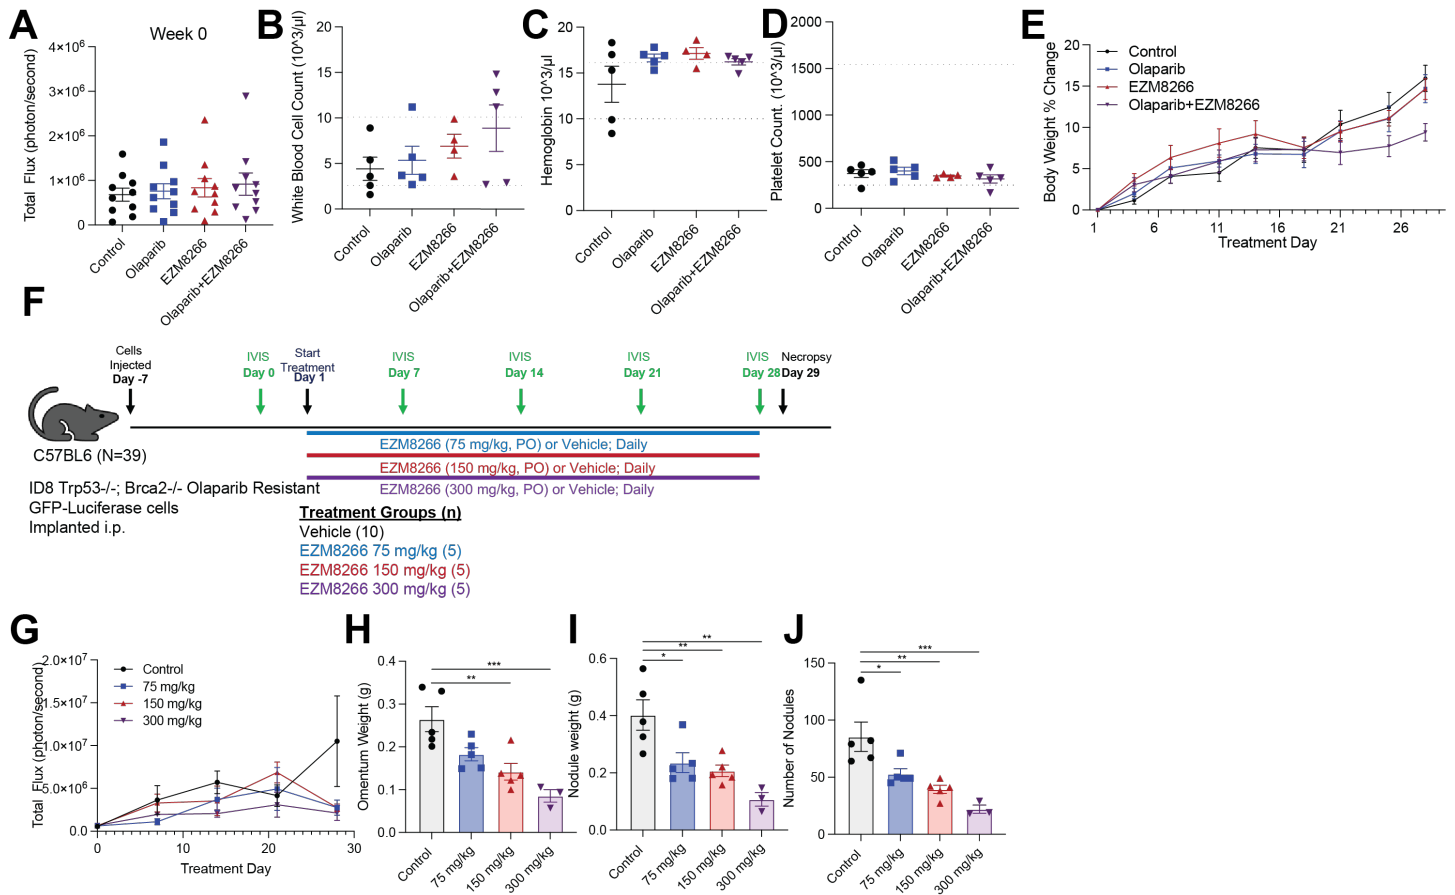 A
Week 0
Total Flux (photon/second)
4×10⁶
3×10⁶
2×10⁶
1×10⁶
0
Control
Olaparib
EZM8266
Olaparib+EZM8266
B
White Blood Cell Count (10^3/µl)
20
15
10
5
0
Control
Olaparib
EZM8266
Olaparib+EZM8266
C
Hemoglobin 10^3/µl)
20
15
10
5
0
Control
Olaparib
EZM8266
Olaparib+EZM8266
D
Platelet Count. (10^3/µl)
2000
1500
1000
500
0
Control
Olaparib
EZM8266
Olaparib+EZM8266
E
Body Weight % Change
20
15
10
5
0
Control
Olaparib
EZM8266
Olaparib+EZM8266
1 6 11 16 21 26
Treatment Day
F
Cells
Injected
Day -7
IVIS
Day 0
Start
Treatment
Day 1
IVIS
Day 7
IVIS
Day 14
IVIS
Day 21
IVIS
Day 28
Necropsy
Day 29
EZM8266 (75 mg/kg, PO) or Vehicle; Daily
EZM8266 (150 mg/kg, PO) or Vehicle; Daily
EZM8266 (300 mg/kg, PO) or Vehicle; Daily
C57BL6 (N=39)
ID8 Trp53-/-; Brca2-/- Olaparib Resistant
GFP-Luciferase cells
Implanted i.p.
Treatment Groups (n)
Vehicle (10)
EZM8266 75 mg/kg (5)
EZM8266 150 mg/kg (5)
EZM8266 300 mg/kg (5)
G
Total Flux (photon/second)
2.0×10⁷
1.5×10⁷
1.0×10⁷
5.0×10⁶
0.0
Control
75 mg/kg
150 mg/kg
300 mg/kg
0 10 20 30
Treatment Day
H
Omentum Weight (g)
0.4
0.3
0.2
0.1
0.0
***
**
Control
75 mg/kg
150 mg/kg
300 mg/kg
I
Nodule weight (g)
0.6
0.4
0.2
0.0
**
**
*
Control
75 mg/kg
150 mg/kg
300 mg/kg
J
Number of Nodules
150
100
50
0
***
**
*
Control
75 mg/kg
150 mg/kg
300 mg/kg